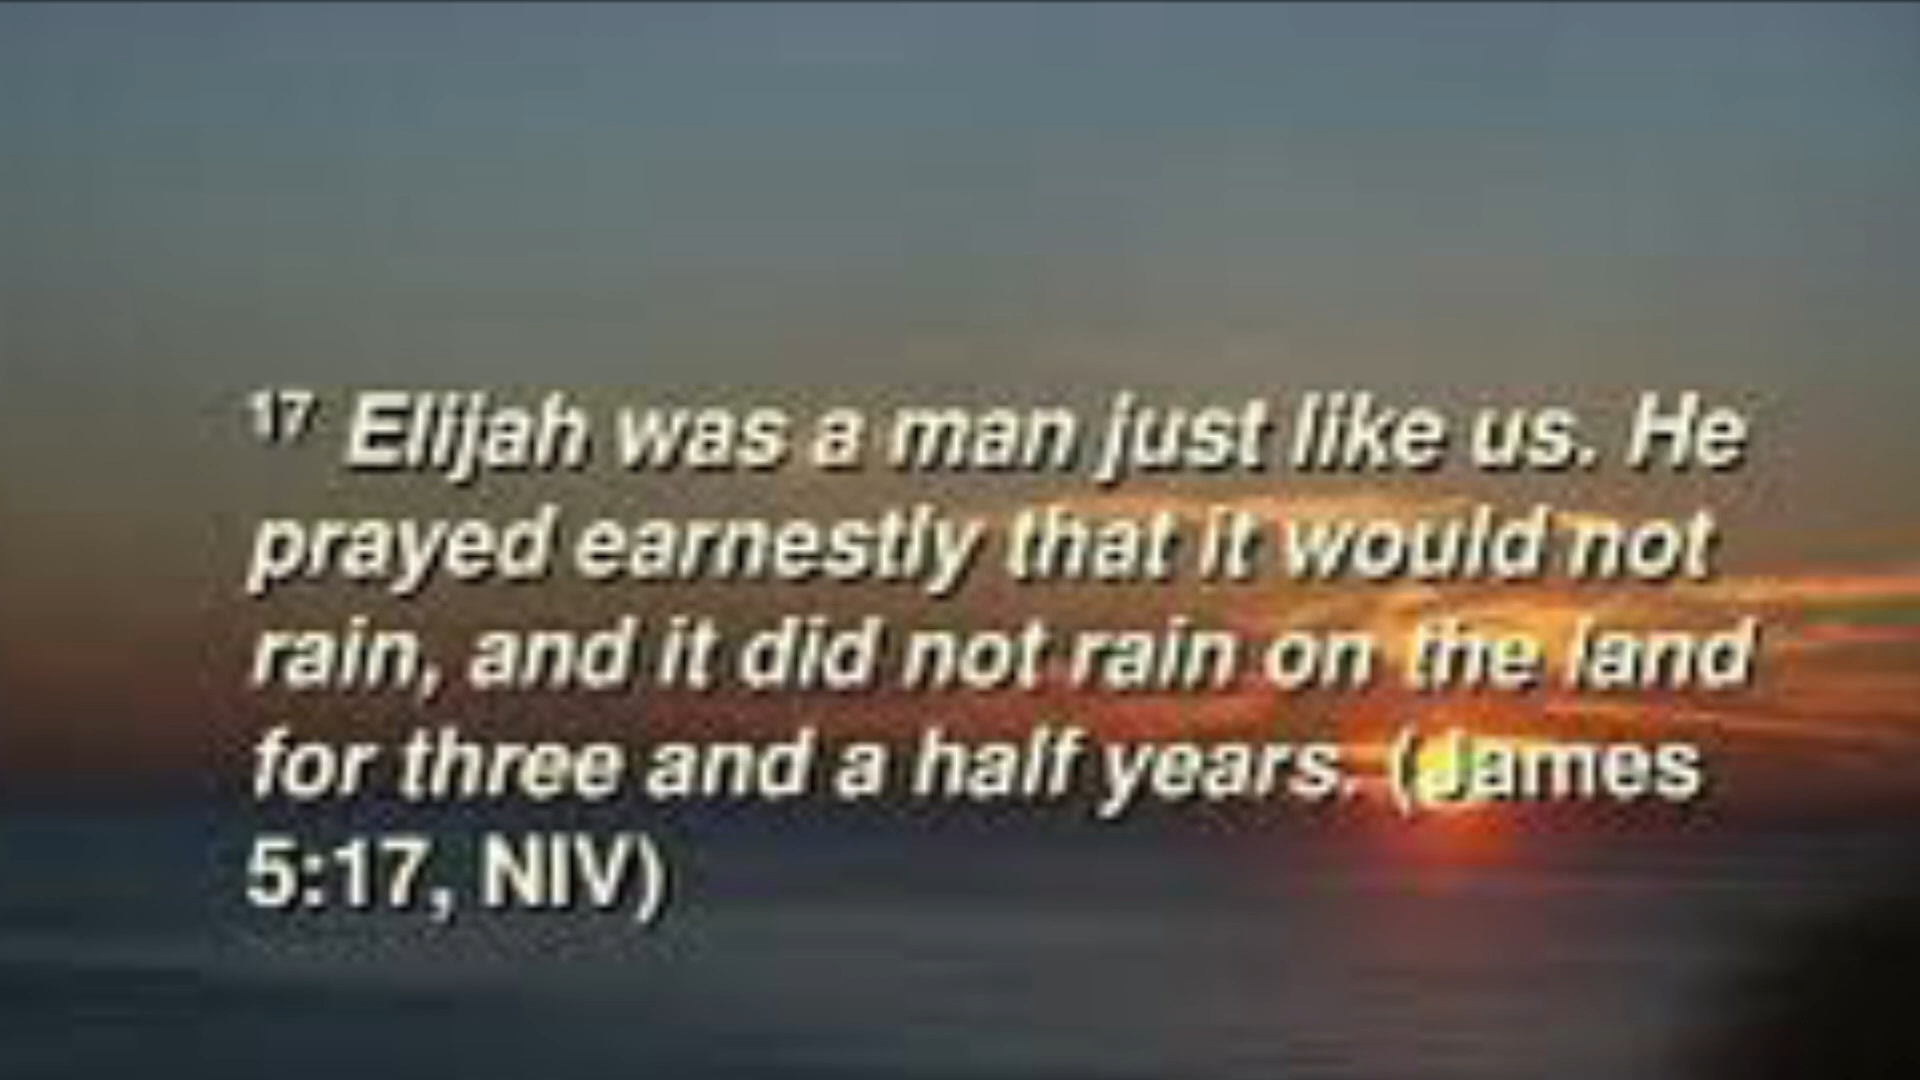 17 Elijah was a man just like us. He
prayed earnestly that it would not
rain, and it did not rain on the land
for three and a half years. (James
5:17, NIV)